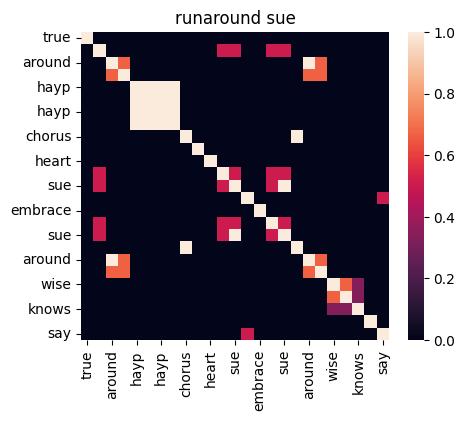 runaround sue
true
around
hayp
hayp
chorus
heart
sue
embrace
sue
around
wise
knows
say
true
around
hayp
hayp
chorus
heart
sue
embrace
sue
around
wise
knows
say
1.0
0.8
0.6
0.4
0.2
0.0